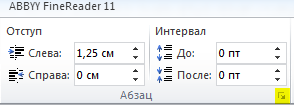 ABBYY FineReader 11
Отступ Интервал
Слева: 1,25 см До: 0 пт
Справа: 0 см После: 0 пт
Абзац